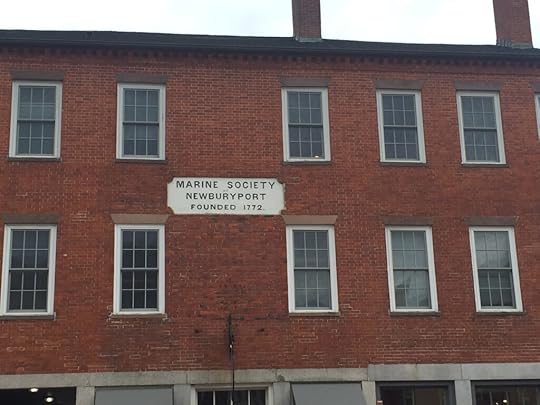 MARINE SOCIETY
NEWBURYPORT
FOUNDED 1772.